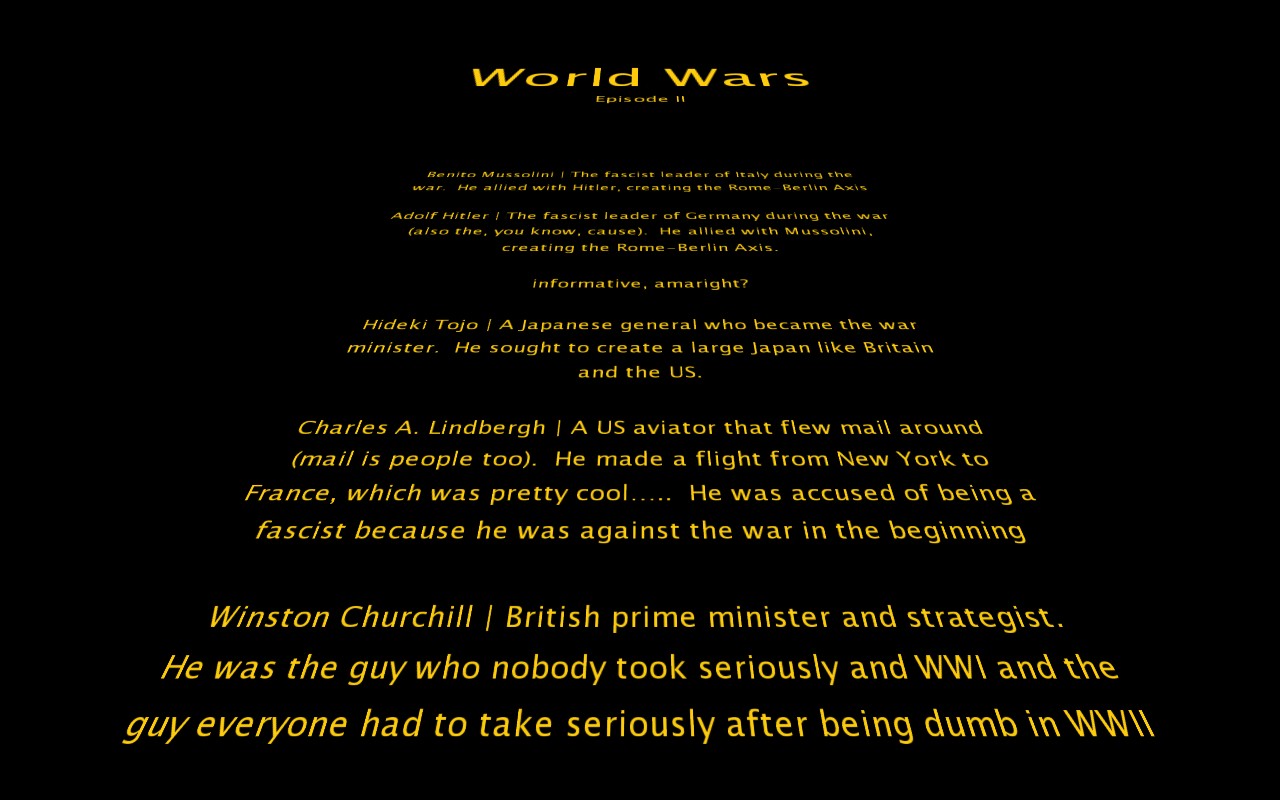 World Wars
Episode II
Benito Mussolini | The fascist leader of Italy during the
war.  He allied with Hitler, creating the Rome-Berlin Axis
Adolf Hitler | The fascist leader of Germany during the war
(also the, you know, cause).  He allied with Mussolini,
creating the Rome-Berlin Axis.
informative, amaright?
Hideki Tojo | A Japanese general who became the war
minister.  He sought to create a large Japan like Britain
and the US.
Charles A. Lindbergh | A US aviator that flew mail around
(mail is people too).  He made a flight from New York to
France, which was pretty cool.....  He was accused of being a
fascist because he was against the war in the beginning
Winston Churchill | British prime minister and strategist.
He was the guy who nobody took seriously and WWI and the
guy everyone had to take seriously after being dumb in WWII